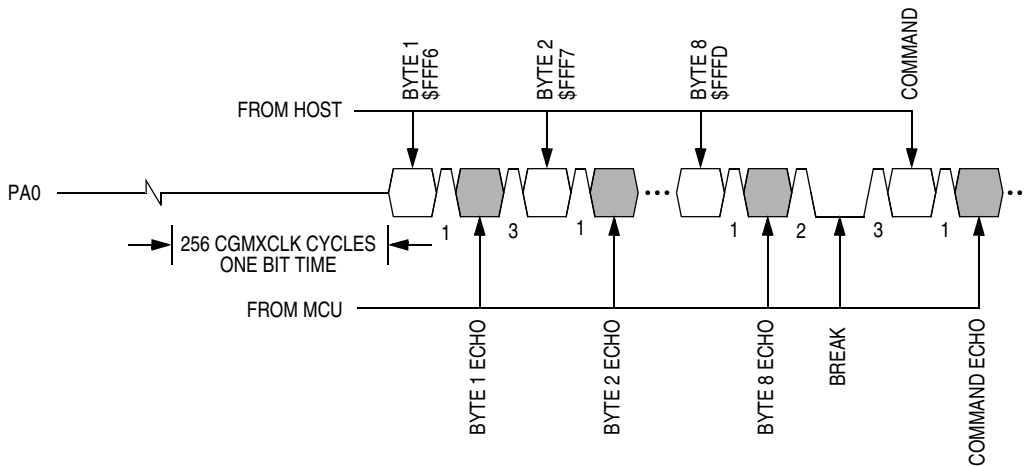 BYTE 1
$FFF6
BYTE 2
$FFF7
BYTE 8
$FFFD
COMMAND
FROM HOST
PA0
1
3
1
1
2
3
1
256 CGMXCLK CYCLES
ONE BIT TIME
FROM MCU
BYTE 1 ECHO
BYTE 2 ECHO
BYTE 8 ECHO
BREAK
COMMAND ECHO